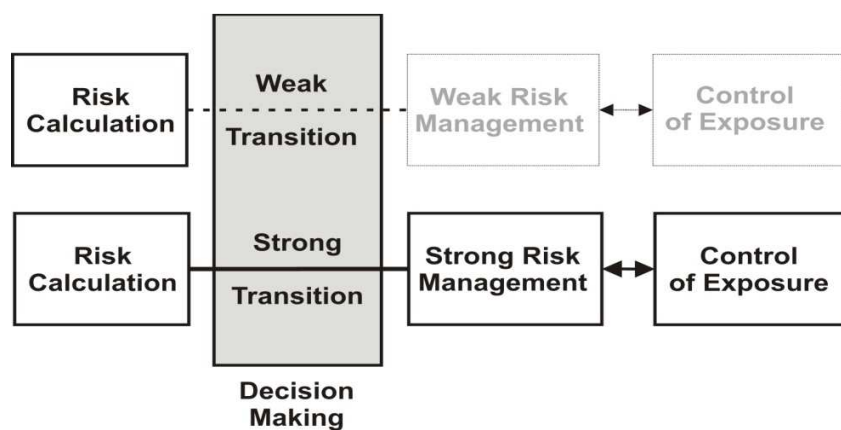 Risk
Calculation
Weak
Transition
Weak Risk
Management
Control
of Exposure
Risk
Calculation
Strong
Transition
Strong Risk
Management
Control
of Exposure
Decision
Making